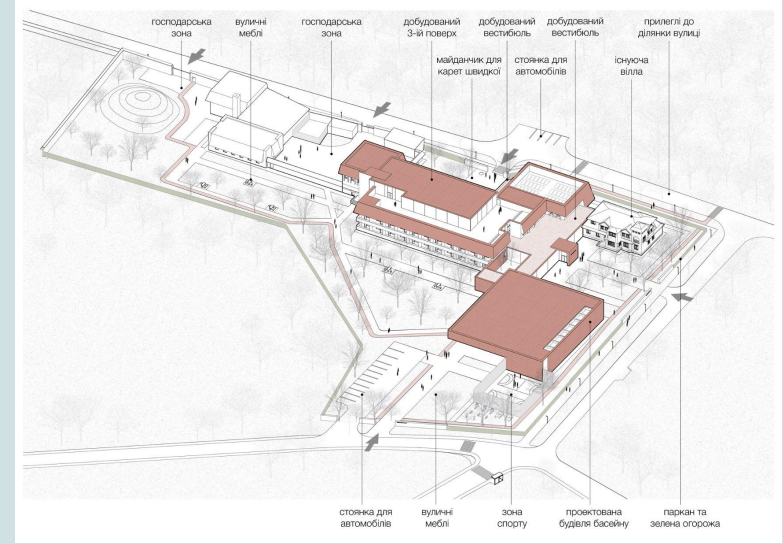 господарська
зона
вуличні
меблі
господарська
зона
добудований
3-ій поверх
добудований
вестибюль
добудований
вестибюль
прилеглі до
ділянки вулиці
майданчик для
карет швидкої
стоянка для
автомобілів
існуюча
вілла
стоянка для
автомобілів
вуличні
меблі
зона
спорту
проектована
будівля басейну
паркан та
зелена огорожа